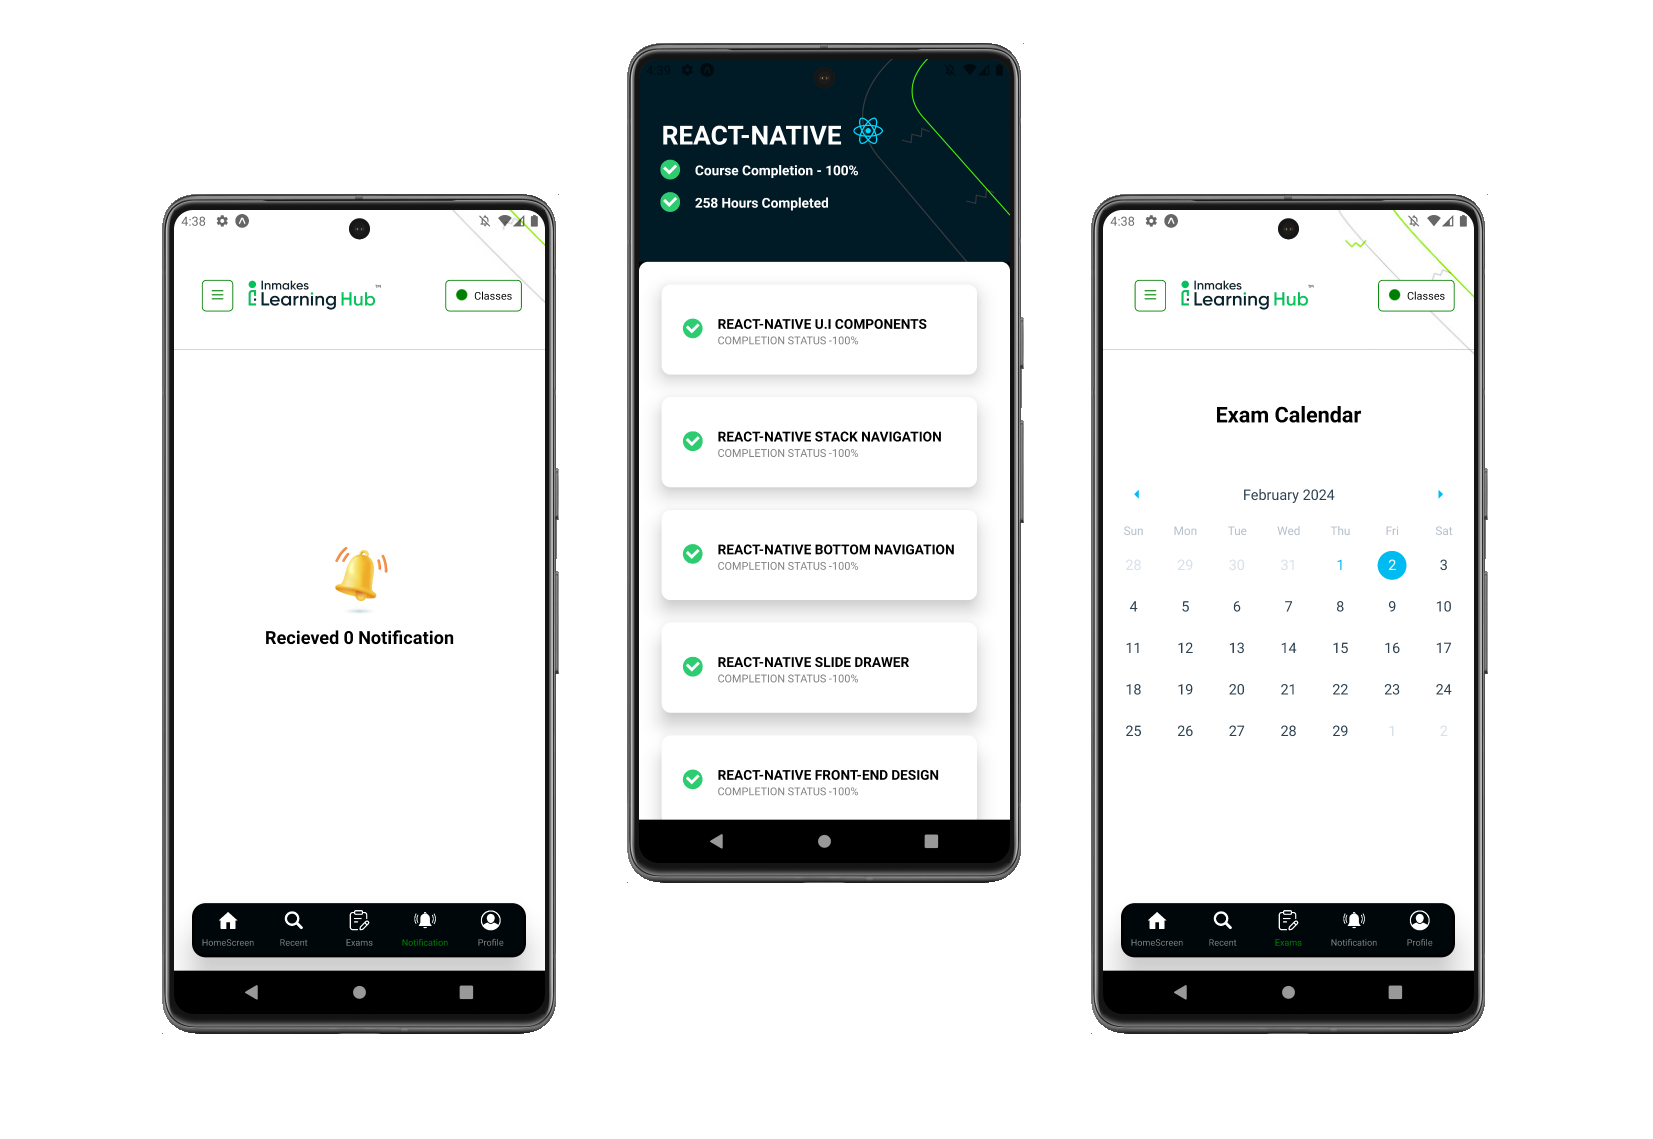 4:38
Inmakes
Learning Hub™
Classes
Recieved 0 Notification
HomeScreen Recent Exams Notification Profile
4:39
REACT-NATIVE
Course Completion - 100%
258 Hours Completed
REACT-NATIVE U.I COMPONENTS
COMPLETION STATUS -100%
REACT-NATIVE STACK NAVIGATION
COMPLETION STATUS -100%
REACT-NATIVE BOTTOM NAVIGATION
COMPLETION STATUS -100%
REACT-NATIVE SLIDE DRAWER
COMPLETION STATUS -100%
REACT-NATIVE FRONT-END DESIGN
COMPLETION STATUS -100%
4:38
Inmakes
Learning Hub™
Classes
Exam Calendar
February 2024
Sun Mon Tue Wed Thu Fri Sat
28 29 30 31 1 2 3
4 5 6 7 8 9 10
11 12 13 14 15 16 17
18 19 20 21 22 23 24
25 26 27 28 29 1 2
HomeScreen Recent Exams Notification Profile